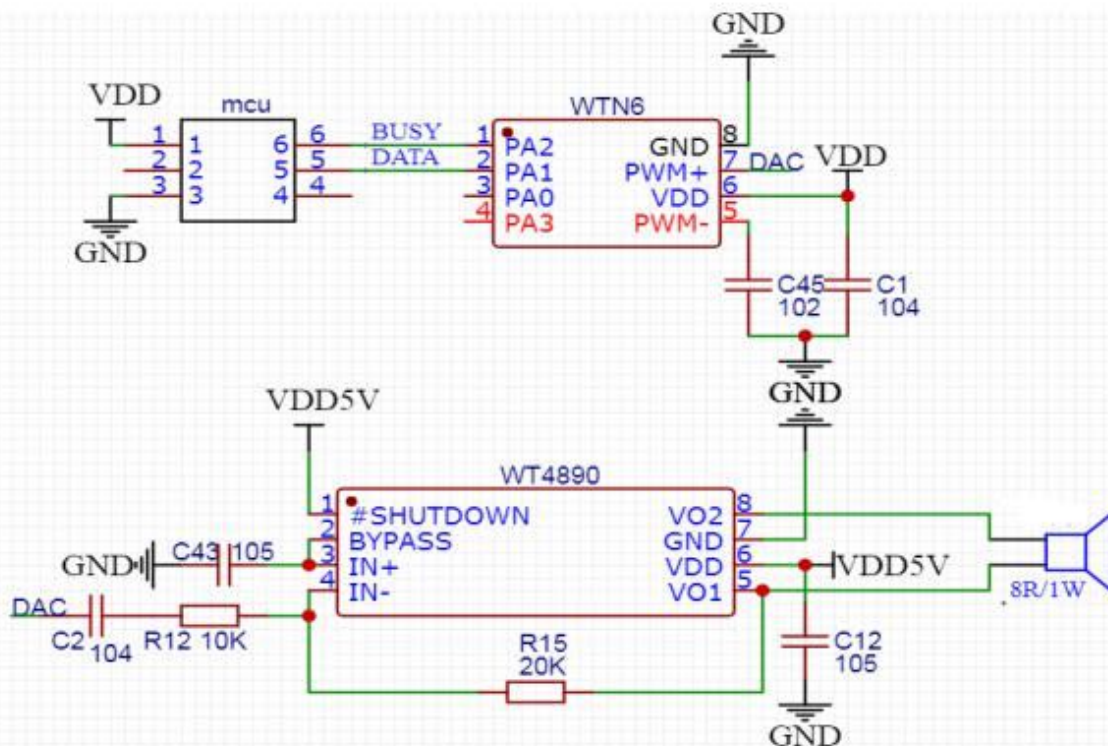 GND
VDD
mcu
WTN6
1 1 6 6 BUSY 1 PA2 GND 8
2 2 5 5 DATA 2 PA1 PWM+ 7 DAC VDD
3 3 4 4 3 PA0 VDD 6
4 PA3 PWM- 5
GND
C45
102
C1
104
GND
VDD5V
GND
WT4890
1 #SHUTDOWN VO2 8
2 BYPASS GND 7
GND C43 105 3 IN+ VDD 6 VDD5V
4 IN- VO1 5
8R/1W
DAC
C2
104
R12 10K
R15
20K
C12
105
GND